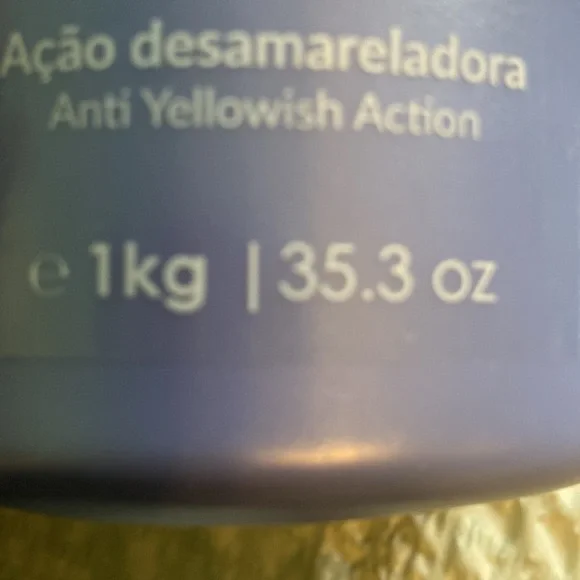 Ação desamareladora
Anti Yellowish Action
℮ 1kg | 35.3 oz